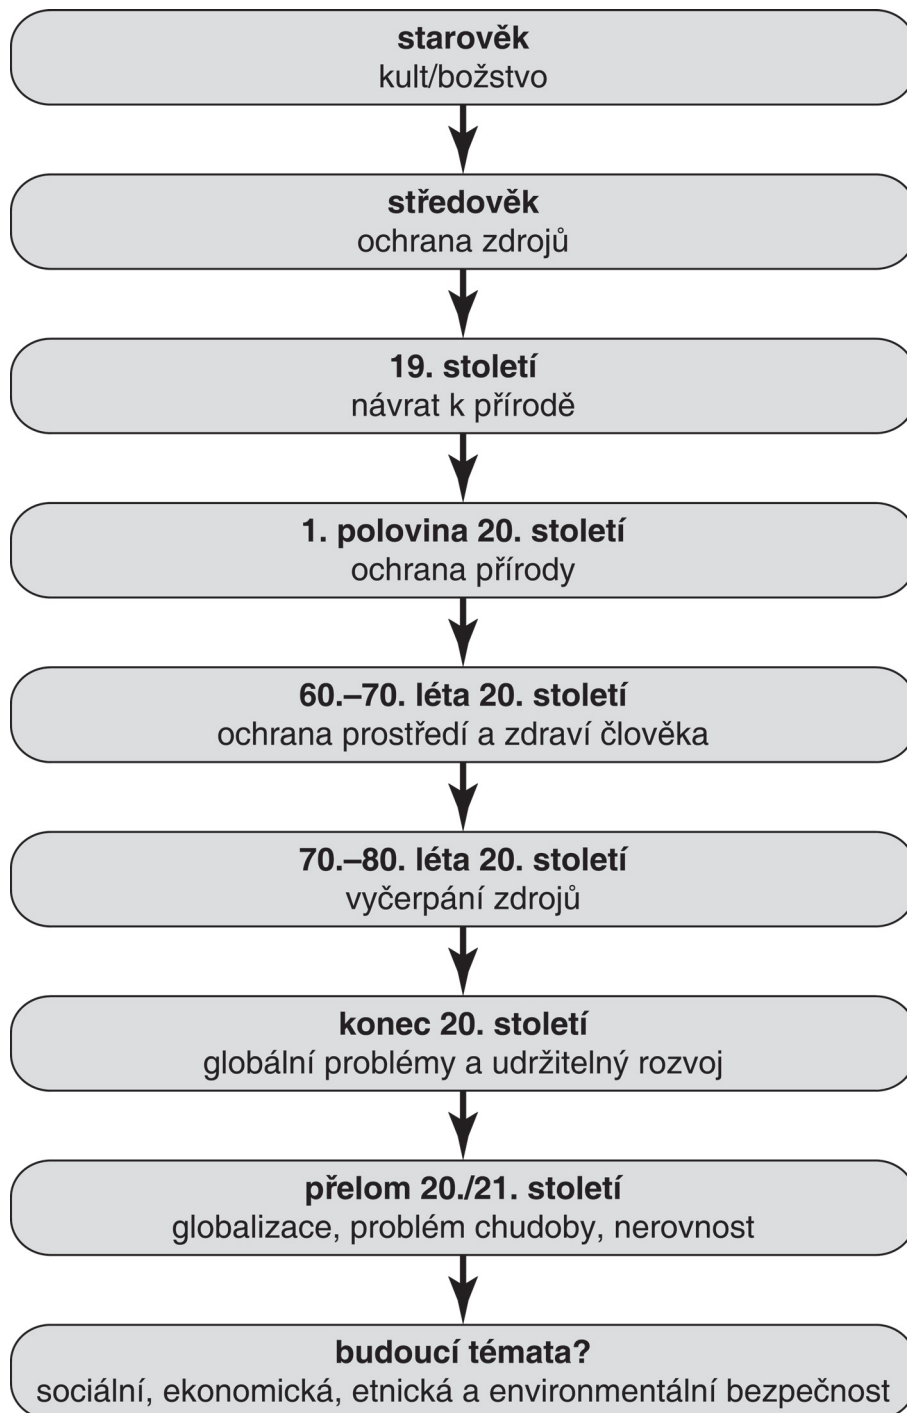 starověk
kult/božstvo
středověk
ochrana zdrojů
19. století
návrat k přírodě
1. polovina 20. století
ochrana přírody
60.–70. léta 20. století
ochrana prostředí a zdraví člověka
70.–80. léta 20. století
vyčerpání zdrojů
konec 20. století
globální problémy a udržitelný rozvoj
přelom 20./21. století
globalizace, problém chudoby, nerovnost
budoucí témata?
sociální, ekonomická, etnická a environmentální bezpečnost